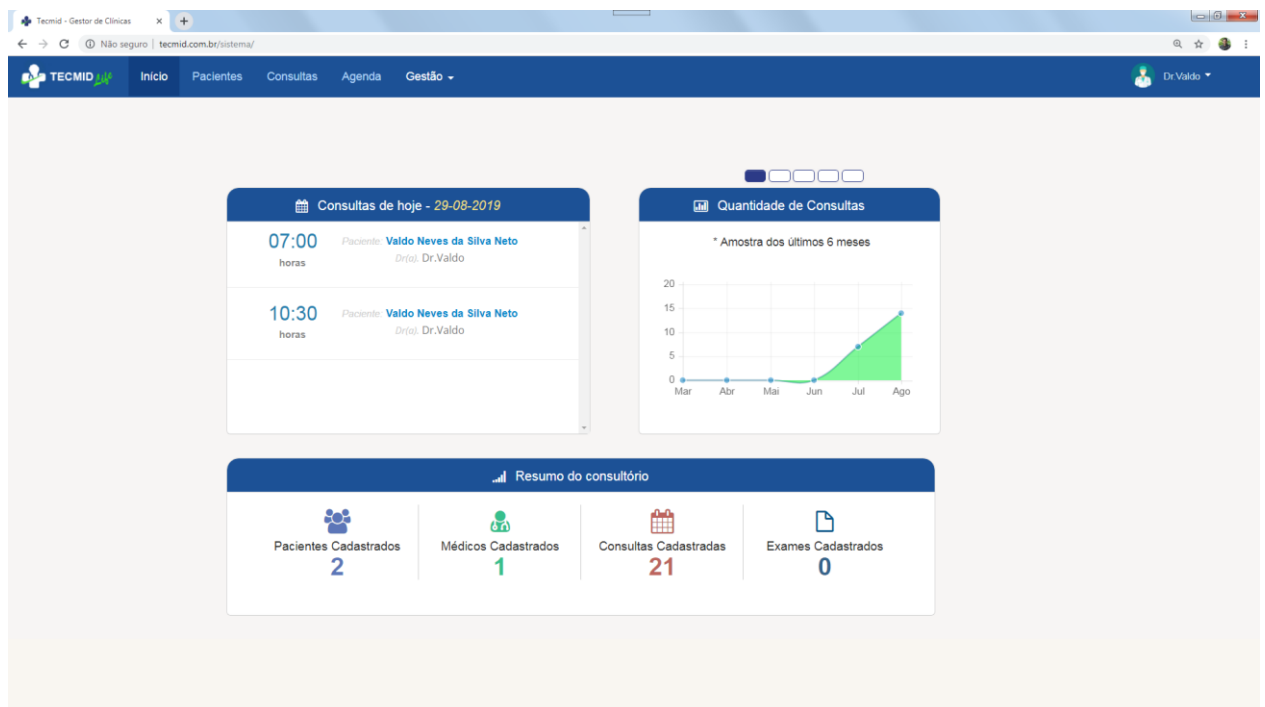 Tecmid - Gestor de Clínicas
Não seguro | tecmid.com.br/sistema/
TECMID Life
Início Pacientes Consultas Agenda Gestão
Dr.Valdo
Consultas de hoje - 29-08-2019
07:00
horas
Paciente: Valdo Neves da Silva Neto
Dr(a). Dr.Valdo
10:30
horas
Paciente: Valdo Neves da Silva Neto
Dr(a). Dr.Valdo
Quantidade de Consultas
* Amostra dos últimos 6 meses
20
15
10
5
0
Mar Abr Mai Jun Jul Ago
Resumo do consultório
Pacientes Cadastrados
2
Médicos Cadastrados
1
Consultas Cadastradas
21
Exames Cadastrados
0